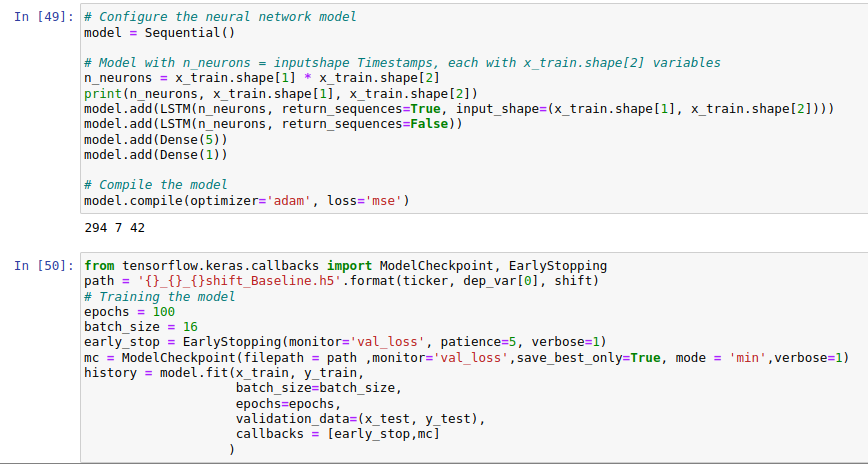 In [49]: # Configure the neural network model
model = Sequential()
# Model with n_neurons = inputshape Timestamps, each with x_train.shape[2] variables
n_neurons = x_train.shape[1] * x_train.shape[2]
print(n_neurons, x_train.shape[1], x_train.shape[2])
model.add(LSTM(n_neurons, return_sequences=True, input_shape=(x_train.shape[1], x_train.shape[2])))
model.add(LSTM(n_neurons, return_sequences=False))
model.add(Dense(5))
model.add(Dense(1))
# Compile the model
model.compile(optimizer='adam', loss='mse')
294 7 42
In [50]: from tensorflow.keras.callbacks import ModelCheckpoint, EarlyStopping
path = '{}_{}_{}shift_Baseline.h5'.format(ticker, dep_var[0], shift)
# Training the model
epochs = 100
batch_size = 16
early_stop = EarlyStopping(monitor='val_loss', patience=5, verbose=1)
mc = ModelCheckpoint(filepath = path ,monitor='val_loss',save_best_only=True, mode = 'min',verbose=1)
history = model.fit(x_train, y_train,
batch_size=batch_size,
epochs=epochs,
validation_data=(x_test, y_test),
callbacks = [early_stop,mc]
)